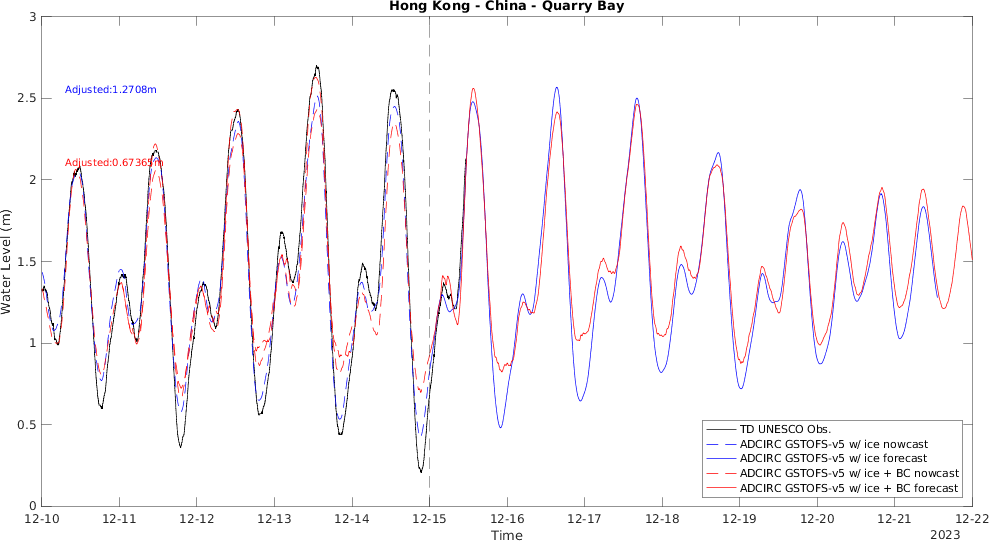 Hong Kong - China - Quarry Bay
3
2.5
2
1.5
1
0.5
0
Water Level (m)
Adjusted:1.2708m
Adjusted:0.67365m
TD UNESCO Obs.
ADCIRC GSTOFS-v5 w/ ice nowcast
ADCIRC GSTOFS-v5 w/ ice forecast
ADCIRC GSTOFS-v5 w/ ice + BC nowcast
ADCIRC GSTOFS-v5 w/ ice + BC forecast
12-10 12-11 12-12 12-13 12-14 12-15 12-16 12-17 12-18 12-19 12-20 12-21 12-22
Time
2023